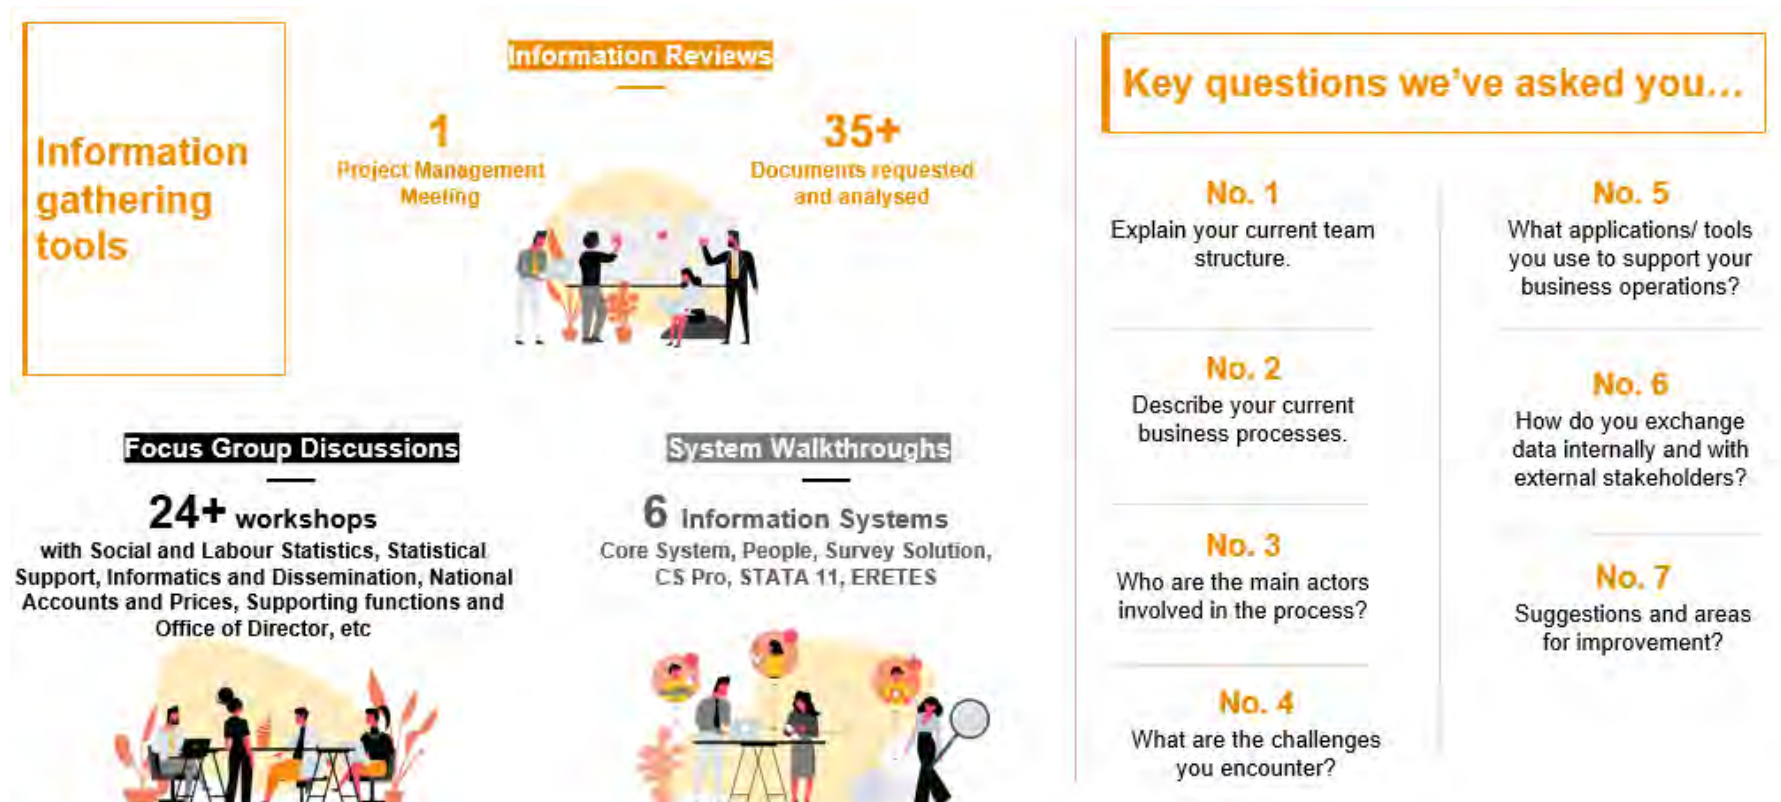 Information
gathering
tools
Information Reviews
1
Project Management
Meeting
35+
Documents requested
and analysed
Focus Group Discussions
24+ workshops
with Social and Labour Statistics, Statistical
Support, Informatics and Dissemination, National
Accounts and Prices, Supporting functions and
Office of Director, etc
System Walkthroughs
6 Information Systems
Core System, People, Survey Solution,
CS Pro, STATA 11, ERETES
Key questions we've asked you...
No. 1
Explain your current team
structure.
No. 2
Describe your current
business processes.
No. 3
Who are the main actors
involved in the process?
No. 4
What are the challenges
you encounter?
No. 5
What applications/ tools
you use to support your
business operations?
No. 6
How do you exchange
data internally and with
external stakeholders?
No. 7
Suggestions and areas
for improvement?